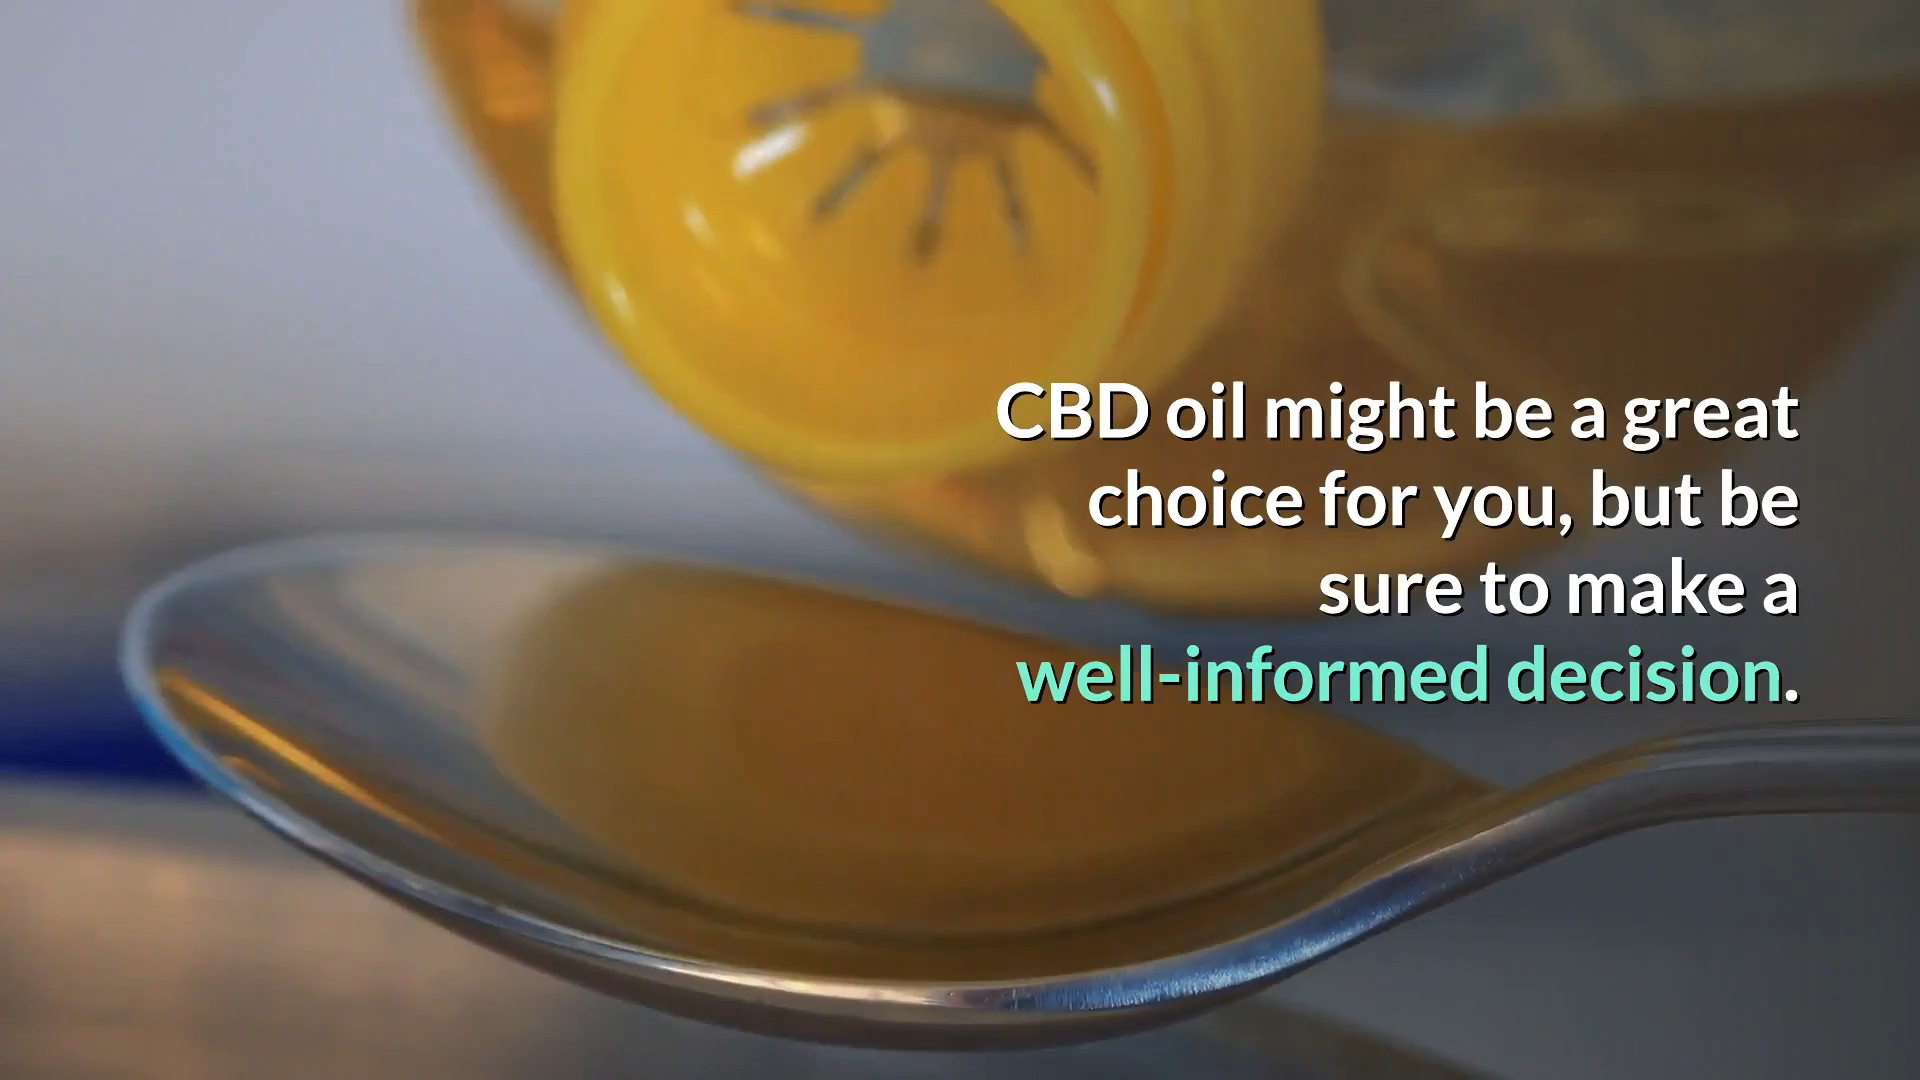 CBD oil might be a great
choice for you, but be
sure to make a
well-informed decision.